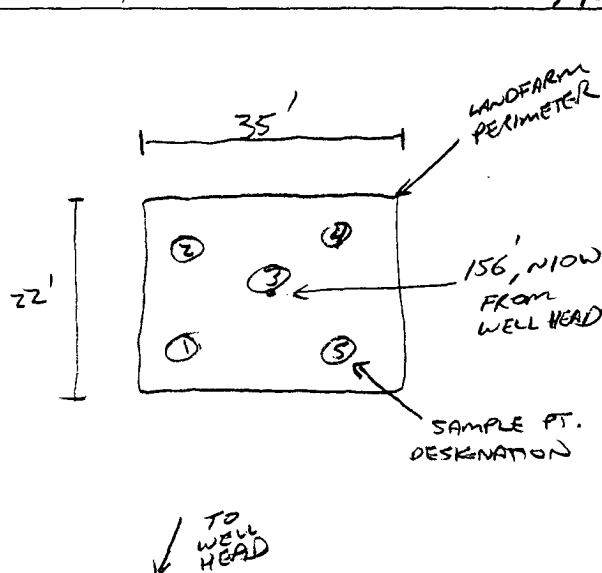 35'
LANDFARM
PERIMETER
22'
2
4
3
156', N10W
FROM
WELL HEAD
1
5
SAMPLE PT.
DESIGNATION
TO
WELL
HEAD